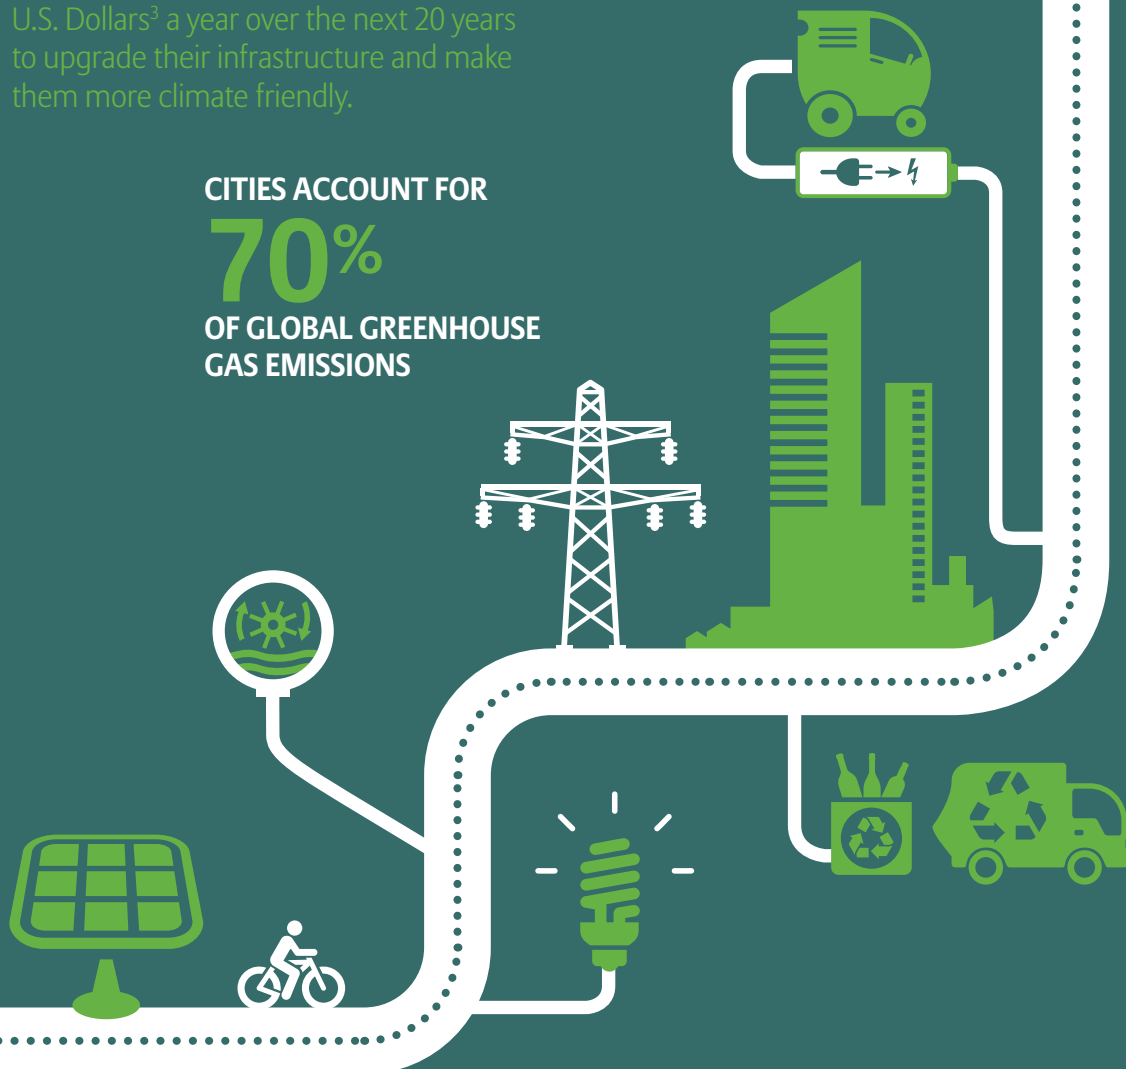 U.S. Dollars³ a year over the next 20 years
to upgrade their infrastructure and make
them more climate friendly.
CITIES ACCOUNT FOR
70%
OF GLOBAL GREENHOUSE
GAS EMISSIONS